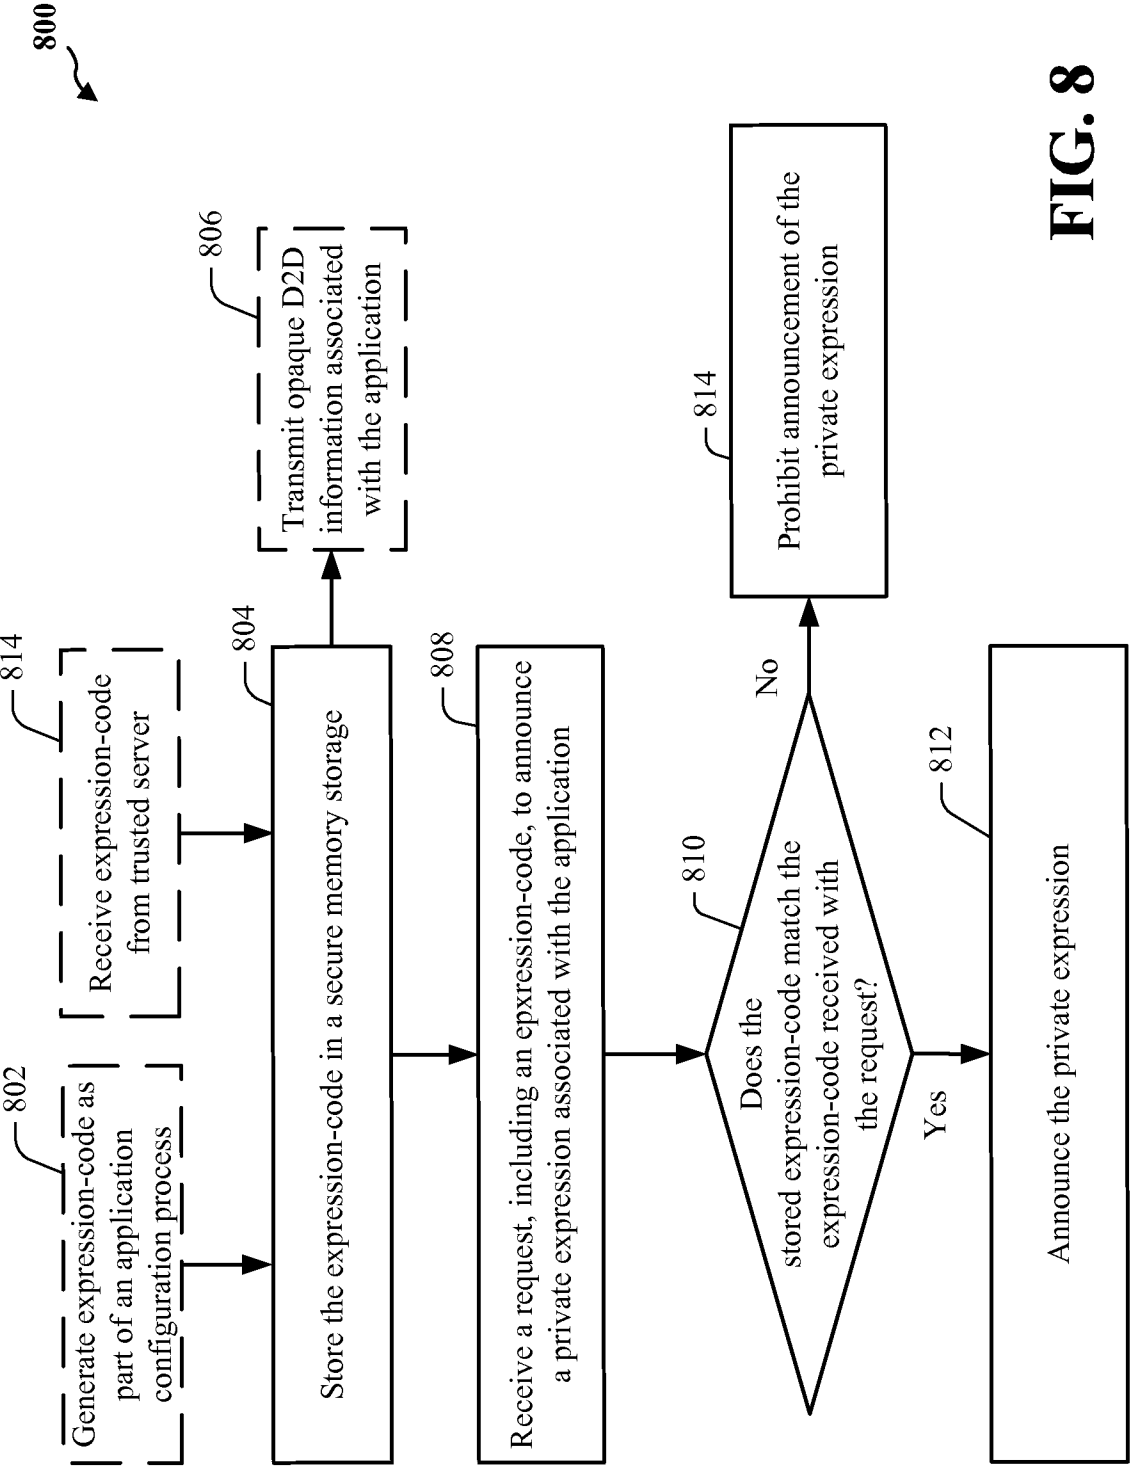 800
802
Generate expression-code as
part of an application
configuration process
814
Receive expression-code
from trusted server
804
Store the expression-code in a secure memory storage
806
Transmit opaque D2D
information associated
with the application
808
Receive a request, including an epxression-code, to announce
a private expression associated with the application
810
Does the
stored expression-code match the
expression-code received with
the request?
No
814
Prohibit announcement of the
private expression
Yes
812
Announce the private expression
FIG. 8